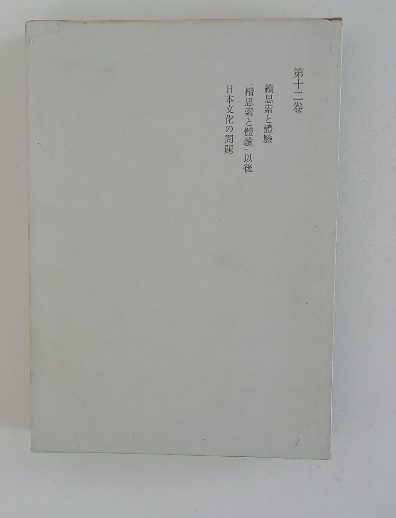 第十二巻
續思索と體驗
「續思索と體驗」以後
日本文化の問題